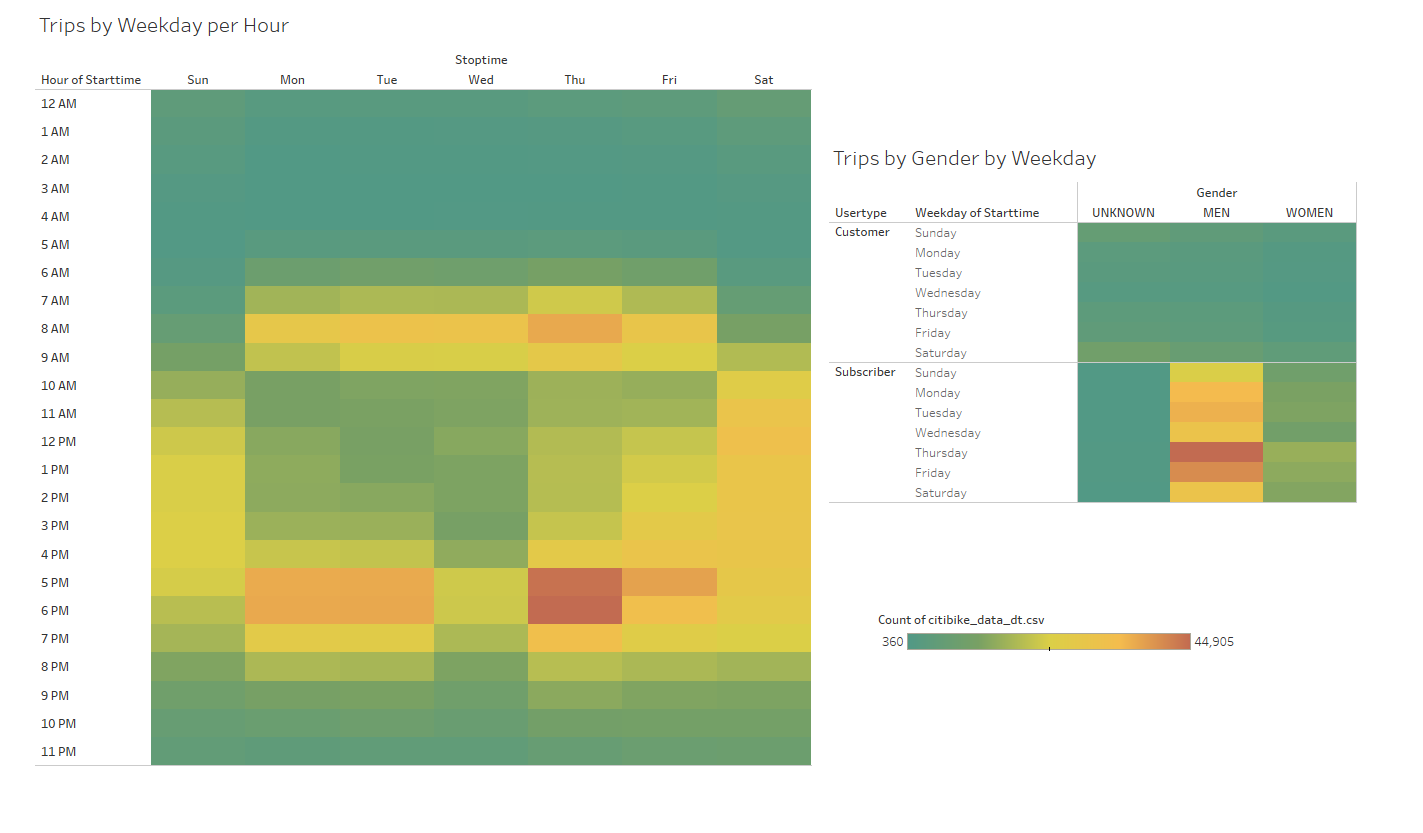 Trips by Weekday per Hour
Stoptime
Hour of Starttime Sun Mon Tue Wed Thu Fri Sat
12 AM
1 AM
2 AM
3 AM
4 AM
5 AM
6 AM
7 AM
8 AM
9 AM
10 AM
11 AM
12 PM
1 PM
2 PM
3 PM
4 PM
5 PM
6 PM
7 PM
8 PM
9 PM
10 PM
11 PM
Trips by Gender by Weekday
Gender
Usertype Weekday of Starttime UNKNOWN MEN WOMEN
Customer Sunday
Monday
Tuesday
Wednesday
Thursday
Friday
Saturday
Subscriber Sunday
Monday
Tuesday
Wednesday
Thursday
Friday
Saturday
Count of citibike_data_dt.csv
360 44,905